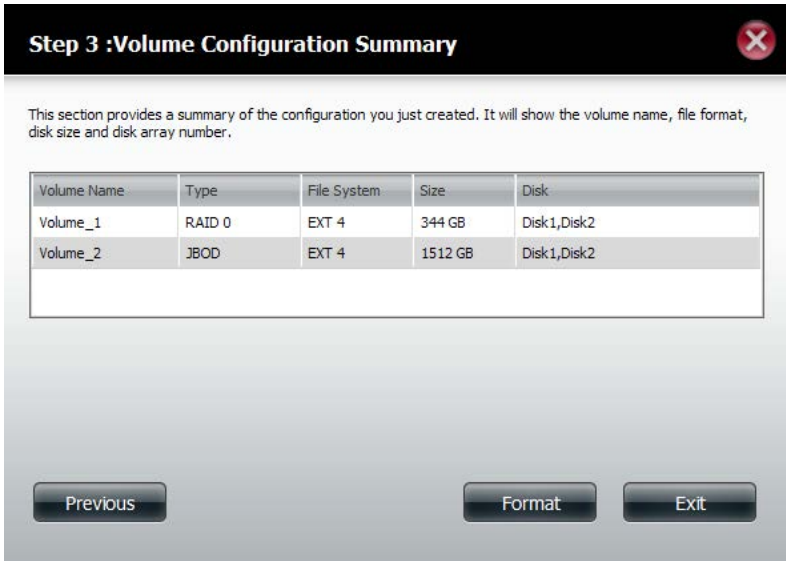 Step 3 :Volume Configuration Summary
This section provides a summary of the configuration you just created. It will show the volume name, file format,
disk size and disk array number.
Volume Name Type File System Size Disk
Volume_1 RAID 0 EXT 4 344 GB Disk1,Disk2
Volume_2 JBOD EXT 4 1512 GB Disk1,Disk2
Previous Format Exit